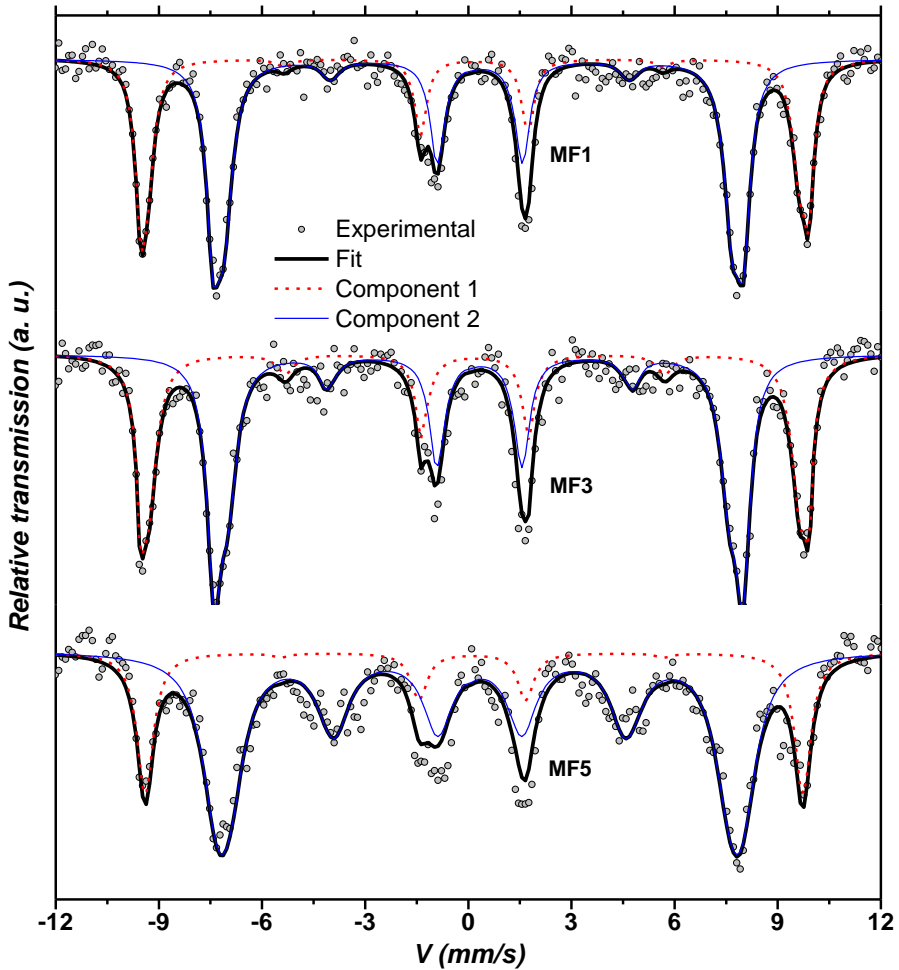 MF1
Experimental
Fit
Component 1
Component 2
Relative transmission (a. u.)
MF3
MF5
-12 -9 -6 -3 0 3 6 9 12
V (mm/s)